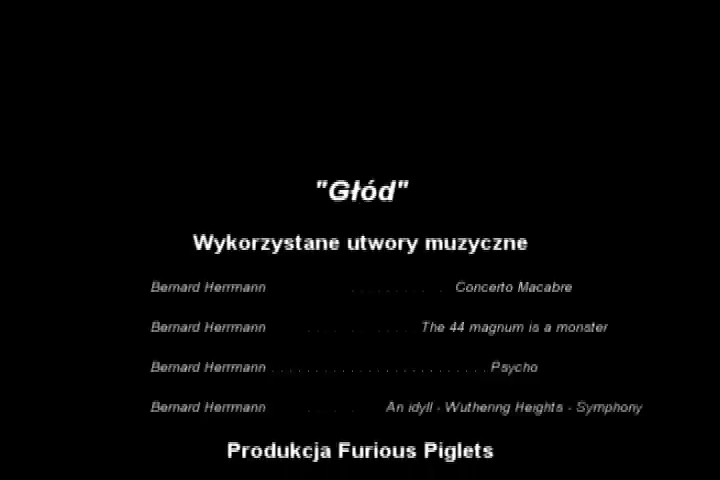 "Głód"
Wykorzystane utwory muzyczne
Bernard Herrmann . . . . . . . . . . Concerto Macabre
Bernard Herrmann . . . . . . . . . . The 44 magnum is a monster
Bernard Herrmann . . . . . . . . . . . . . . . . . . . . . . . . . Psycho
Bernard Herrmann . . . . . An idyll - Wuthering Heights - Symphony
Produkcja Furious Piglets